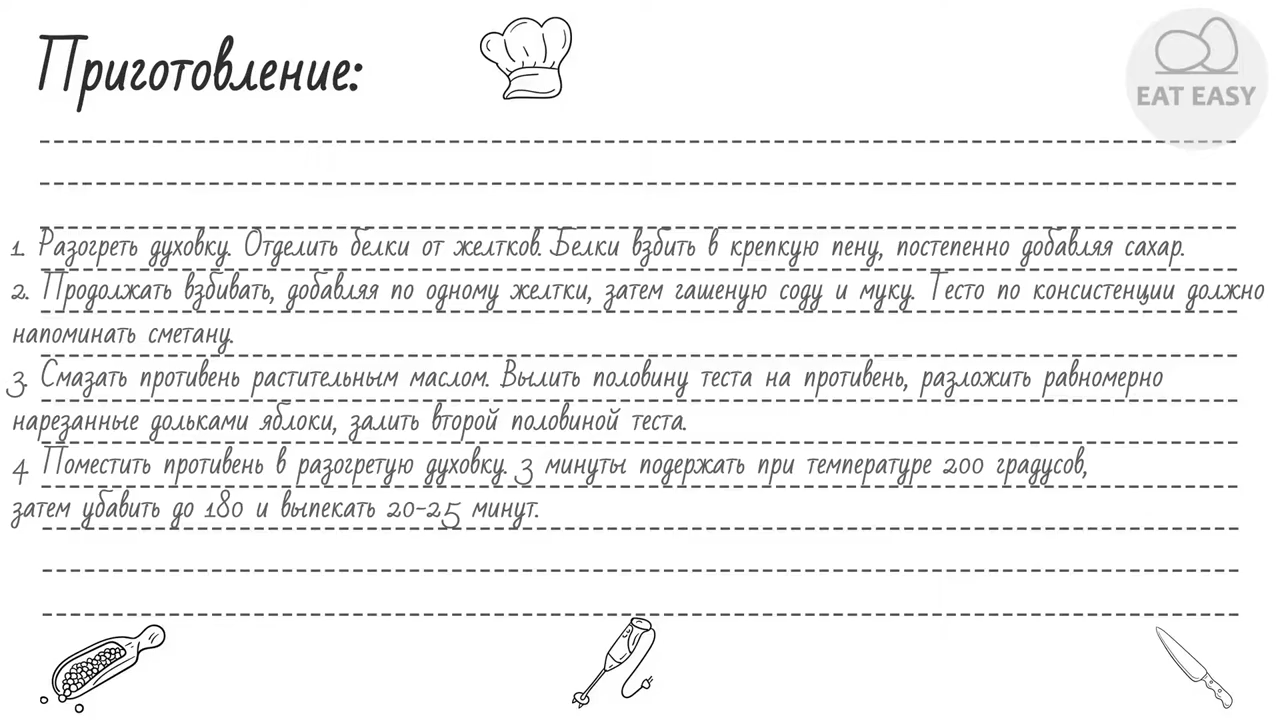 Приготовление:
EAT EASY
1. Разогреть духовку. Отделить белки от желтков. Белки взбить в крепкую пену, постепенно добавляя сахар.
2. Продолжать взбивать, добавляя по одному желтки, затем гашеную соду и муку. Тесто по консистенции должно
напоминать сметану.
3. Смазать противень растительным маслом. Вылить половину теста на противень, разложить равномерно
нарезанные дольками яблоки, залить второй половиной теста.
4 Поместить противень в разогретую духовку. 3 минуты подержать при температуре 200 градусов,
затем убавить до 180 и выпекать 20-25 минут.